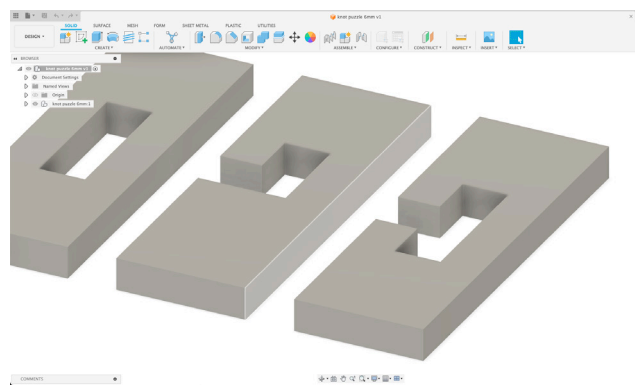 knot puzzle 6mm v1
SOLID SURFACE MESH FORM SHEET METAL PLASTIC UTILITIES
DESIGN
CREATE AUTOMATE MODIFY ASSEMBLE CONFIGURE CONSTRUCT INSPECT INSERT SELECT
BROWSER
knot puzzle 6mm v1
Document Settings
Named Views
Origin
knot puzzle 6mm:1
COMMENTS